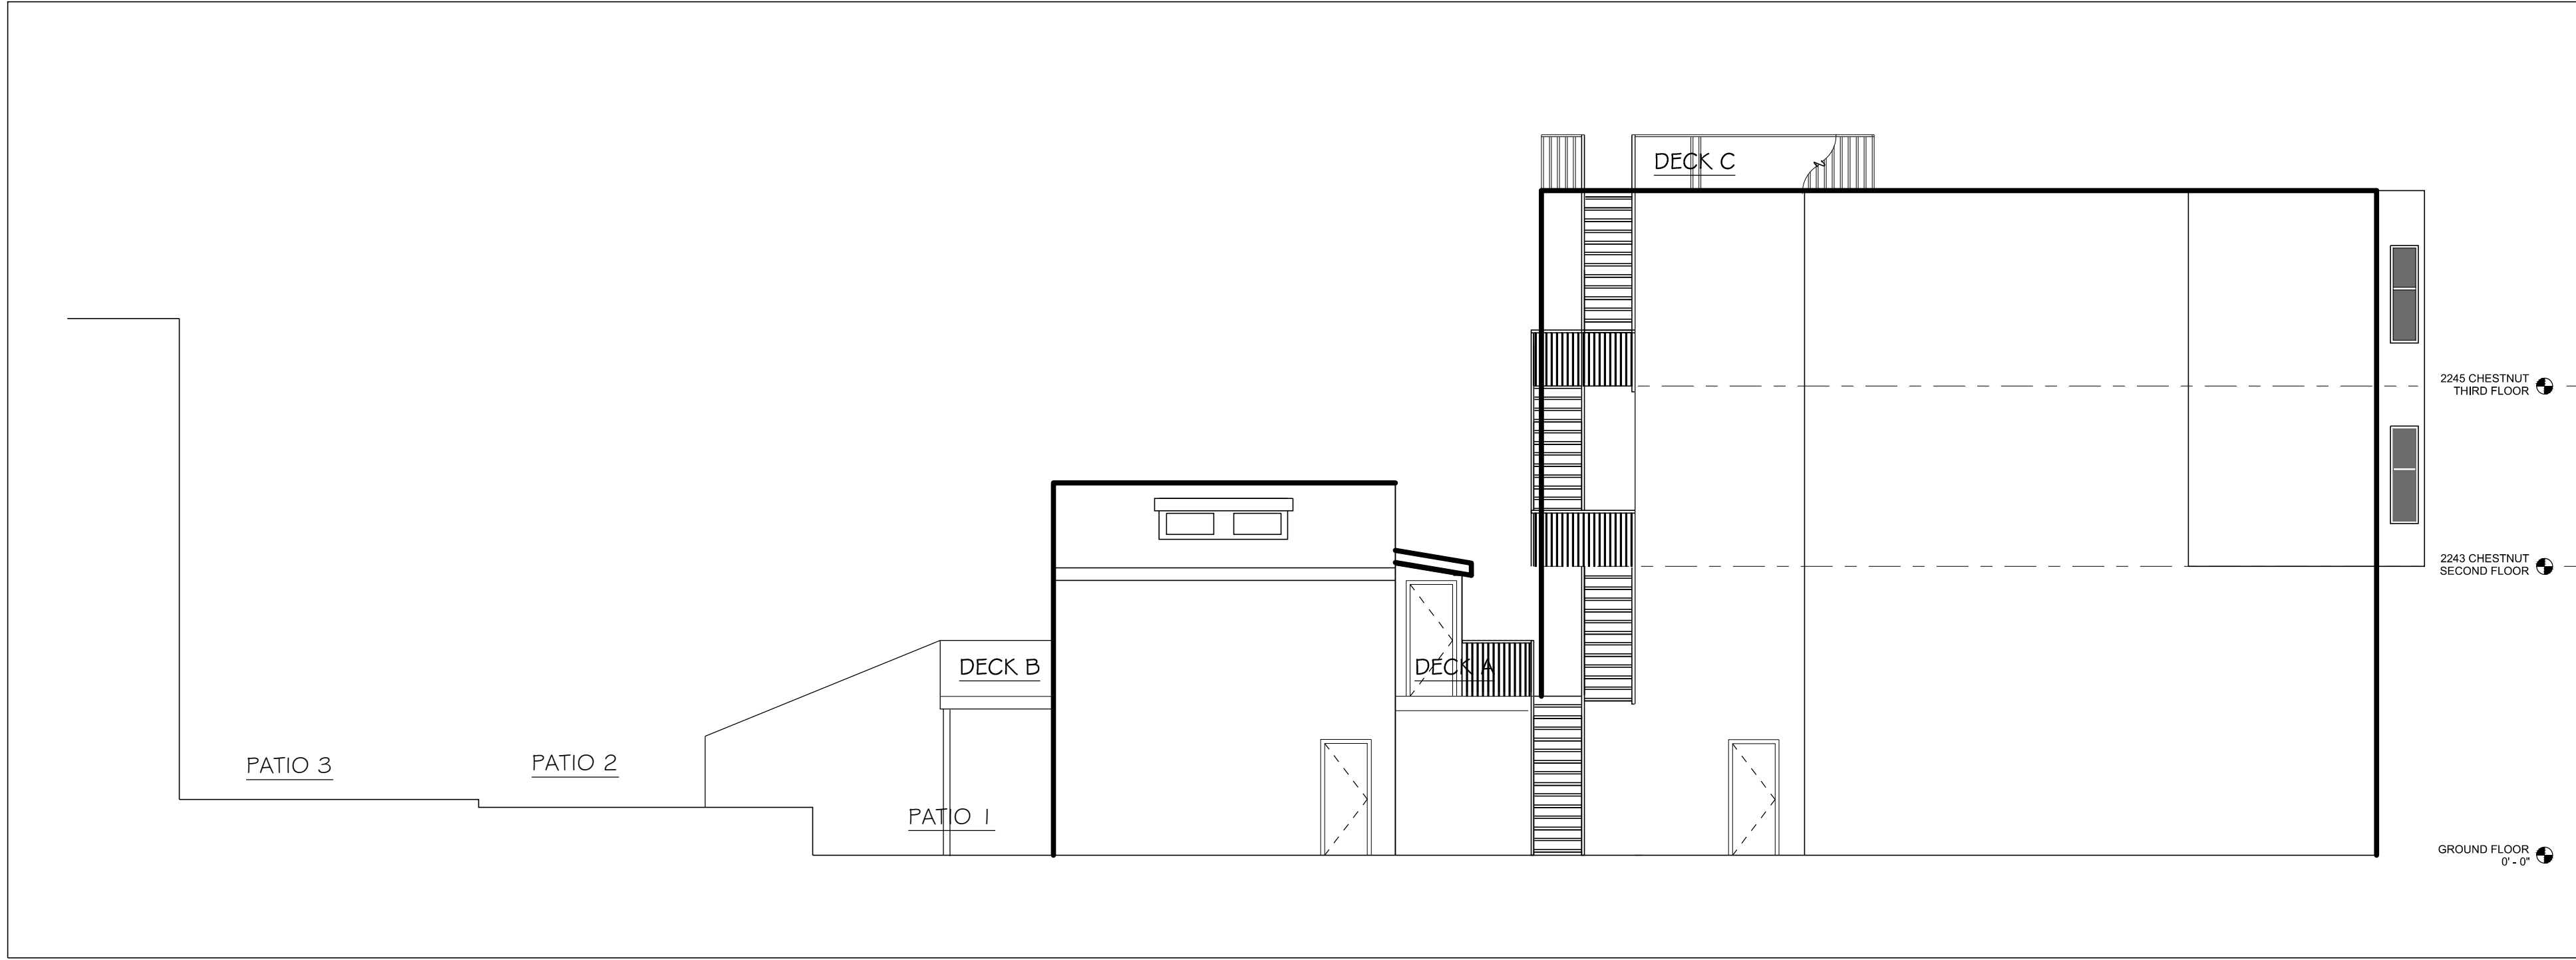 DECK C
2245 CHESTNUT
THIRD FLOOR
2243 CHESTNUT
SECOND FLOOR
DECK B
DECK A
PATIO 3
PATIO 2
PATIO 1
GROUND FLOOR
0' - 0"